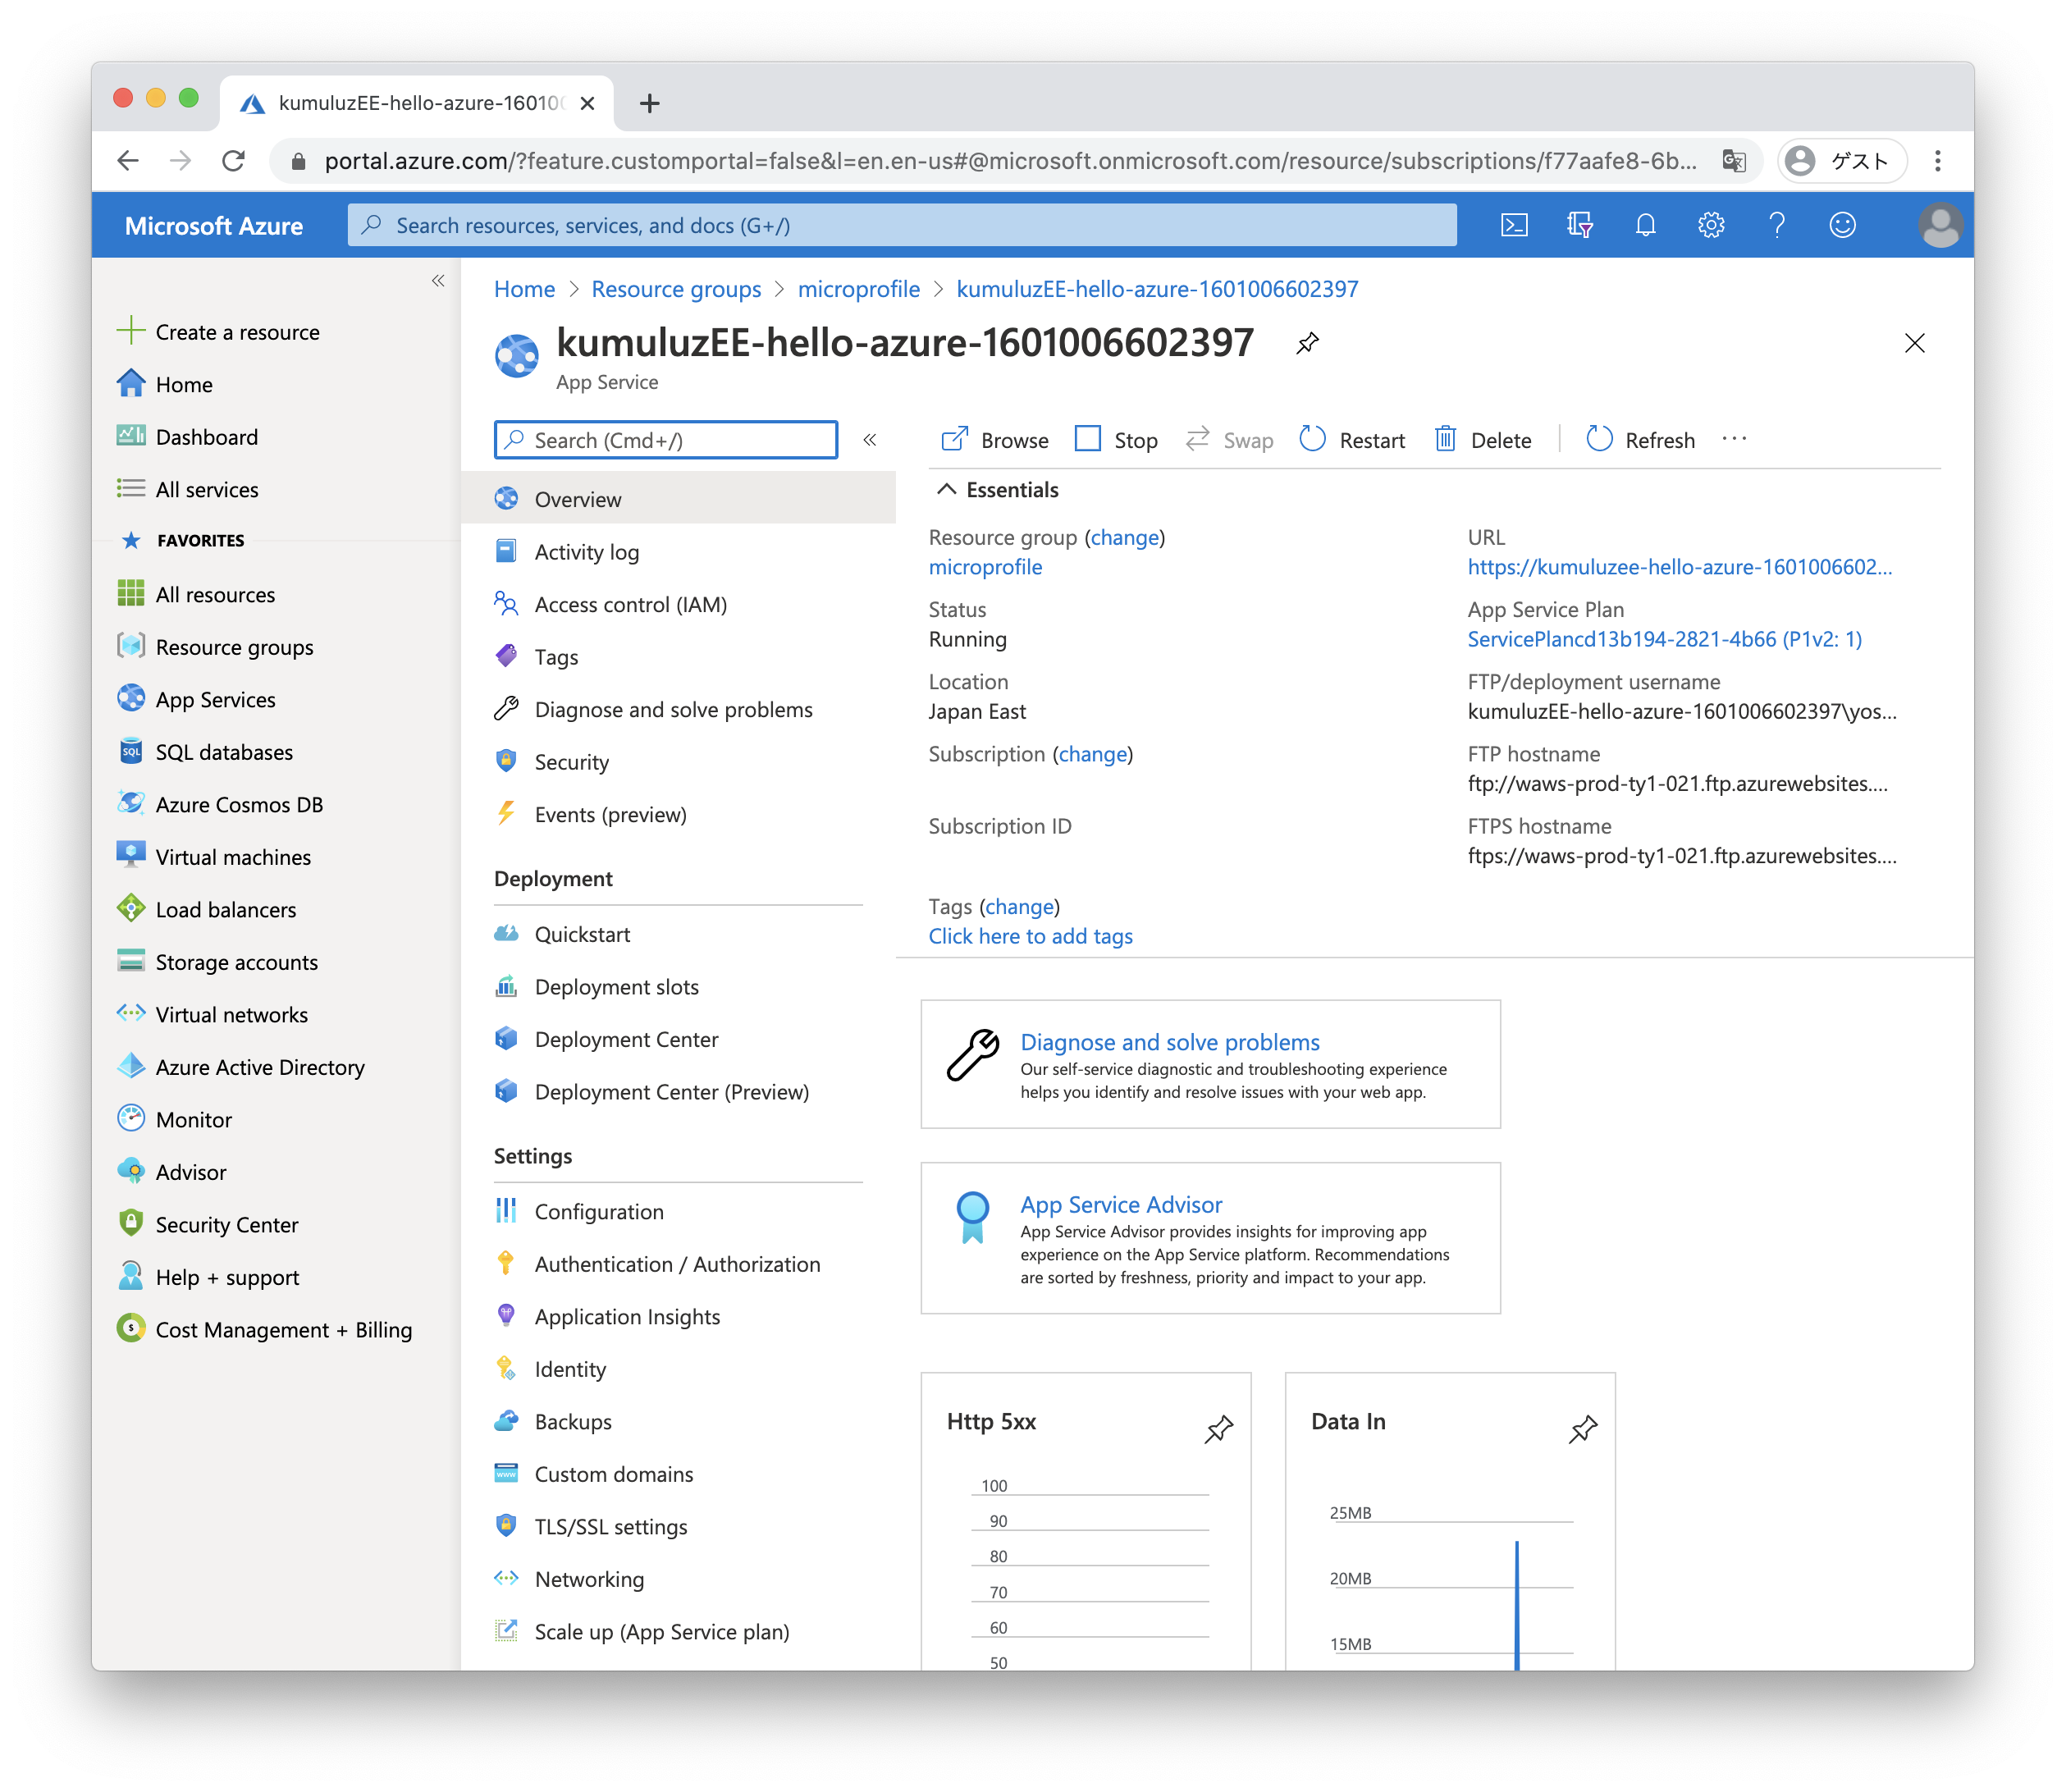 kumuluzEE-hello-azure-16010
portal.azure.com/?feature.customportal=false&l=en.en-us#@microsoft.onmicrosoft.com/resource/subscriptions/f77aafe8-6b...
ゲスト
Microsoft Azure
Search resources, services, and docs (G+/)
Create a resource
Home
Dashboard
All services
FAVORITES
All resources
Resource groups
App Services
SQL databases
Azure Cosmos DB
Virtual machines
Load balancers
Storage accounts
Virtual networks
Azure Active Directory
Monitor
Advisor
Security Center
Help + support
Cost Management + Billing
Home > Resource groups > microprofile > kumuluzEE-hello-azure-1601006602397
kumuluzEE-hello-azure-1601006602397
App Service
Search (Cmd+/)
Overview
Activity log
Access control (IAM)
Tags
Diagnose and solve problems
Security
Events (preview)
Deployment
Quickstart
Deployment slots
Deployment Center
Deployment Center (Preview)
Settings
Configuration
Authentication / Authorization
Application Insights
Identity
Backups
Custom domains
TLS/SSL settings
Networking
Scale up (App Service plan)
Browse Stop Swap Restart Delete Refresh ...
Essentials
Resource group (change)
microprofile
Status
Running
Location
Japan East
Subscription (change)
Subscription ID
Tags (change)
Click here to add tags
URL
https://kumuluzee-hello-azure-1601006602...
App Service Plan
ServicePlancd13b194-2821-4b66 (P1v2: 1)
FTP/deployment username
kumuluzEE-hello-azure-1601006602397\yos...
FTP hostname
ftp://waws-prod-ty1-021.ftp.azurewebsites....
FTPS hostname
ftps://waws-prod-ty1-021.ftp.azurewebsites....
Diagnose and solve problems
Our self-service diagnostic and troubleshooting experience
helps you identify and resolve issues with your web app.
App Service Advisor
App Service Advisor provides insights for improving app
experience on the App Service platform. Recommendations
are sorted by freshness, priority and impact to your app.
Http 5xx
100
90
80
70
60
50
Data In
25MB
20MB
15MB